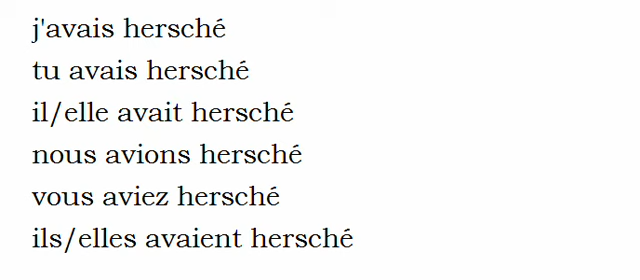 j'avais hersché
tu avais hersché
il/elle avait hersché
nous avions hersché
vous aviez hersché
ils/elles avaient hersché